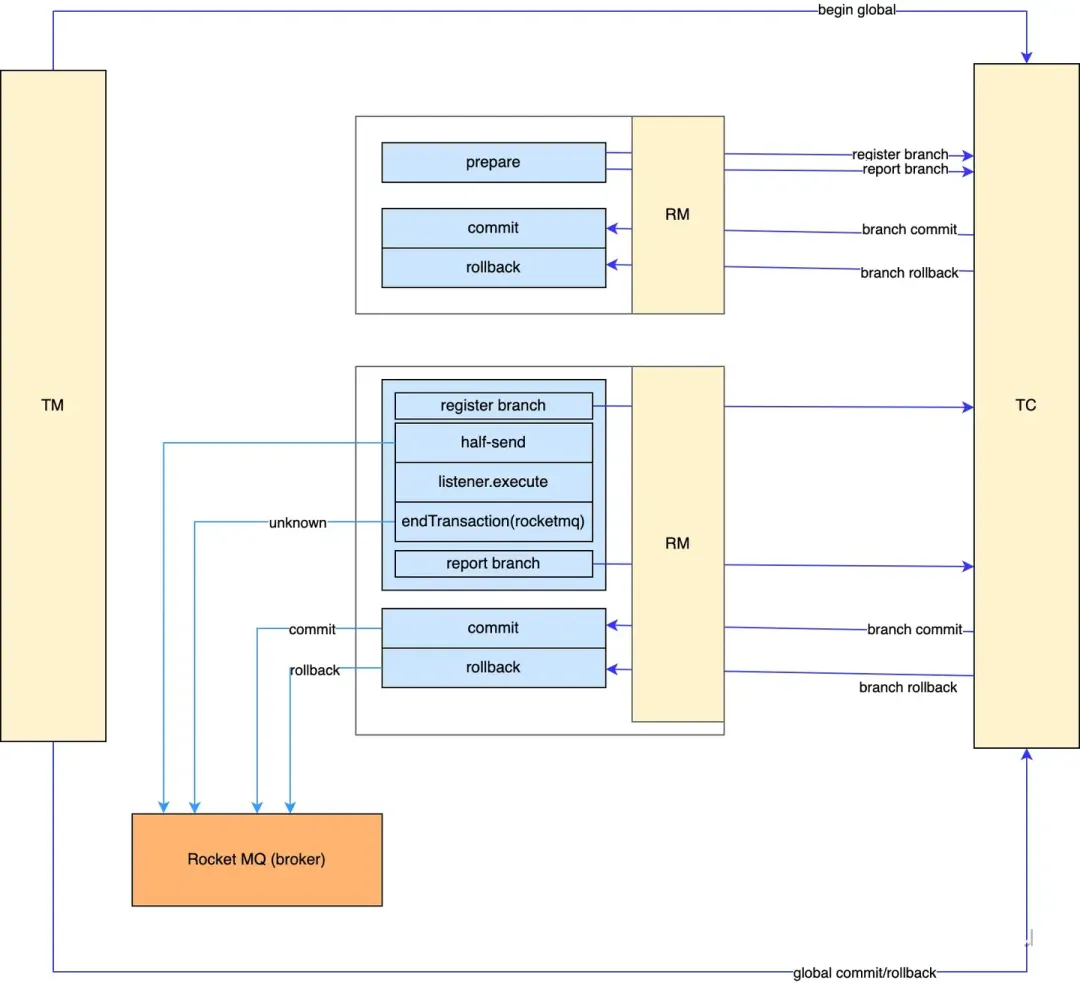 begin global
prepare
register branch
report branch
RM
commit
branch commit
rollback
branch rollback
TM
TC
register branch
half-send
listener.execute
unknown
endTransaction(rocketmq)
RM
report branch
commit
commit
branch commit
rollback
rollback
branch rollback
Rocket MQ (broker)
global commit/rollback